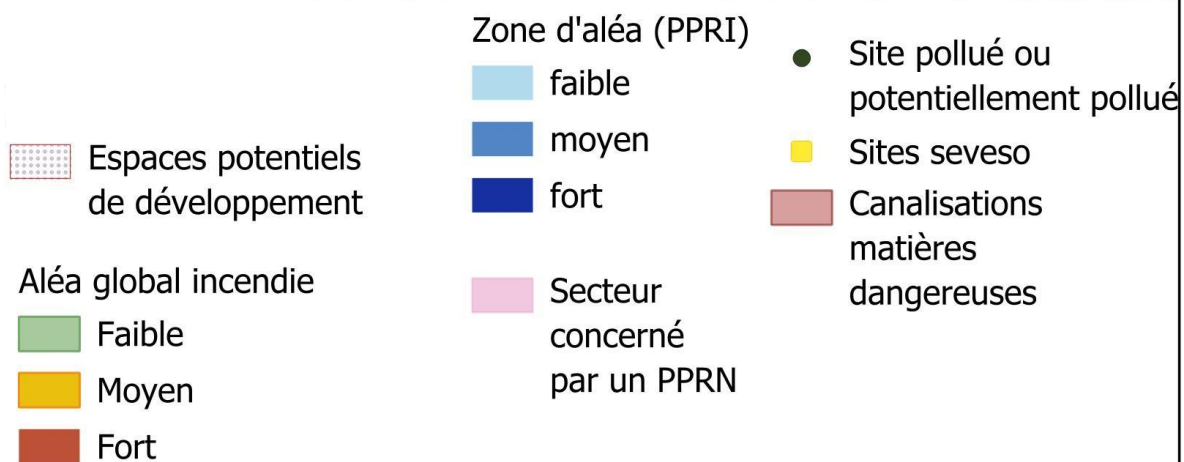 Espaces potentiels
de développement
Aléa global incendie
Faible
Moyen
Fort
Zone d'aléa (PPRI)
faible
moyen
fort
Secteur
concerné
par un PPRN
Site pollué ou
potentiellement pollué
Sites seveso
Canalisations
matières
dangereuses